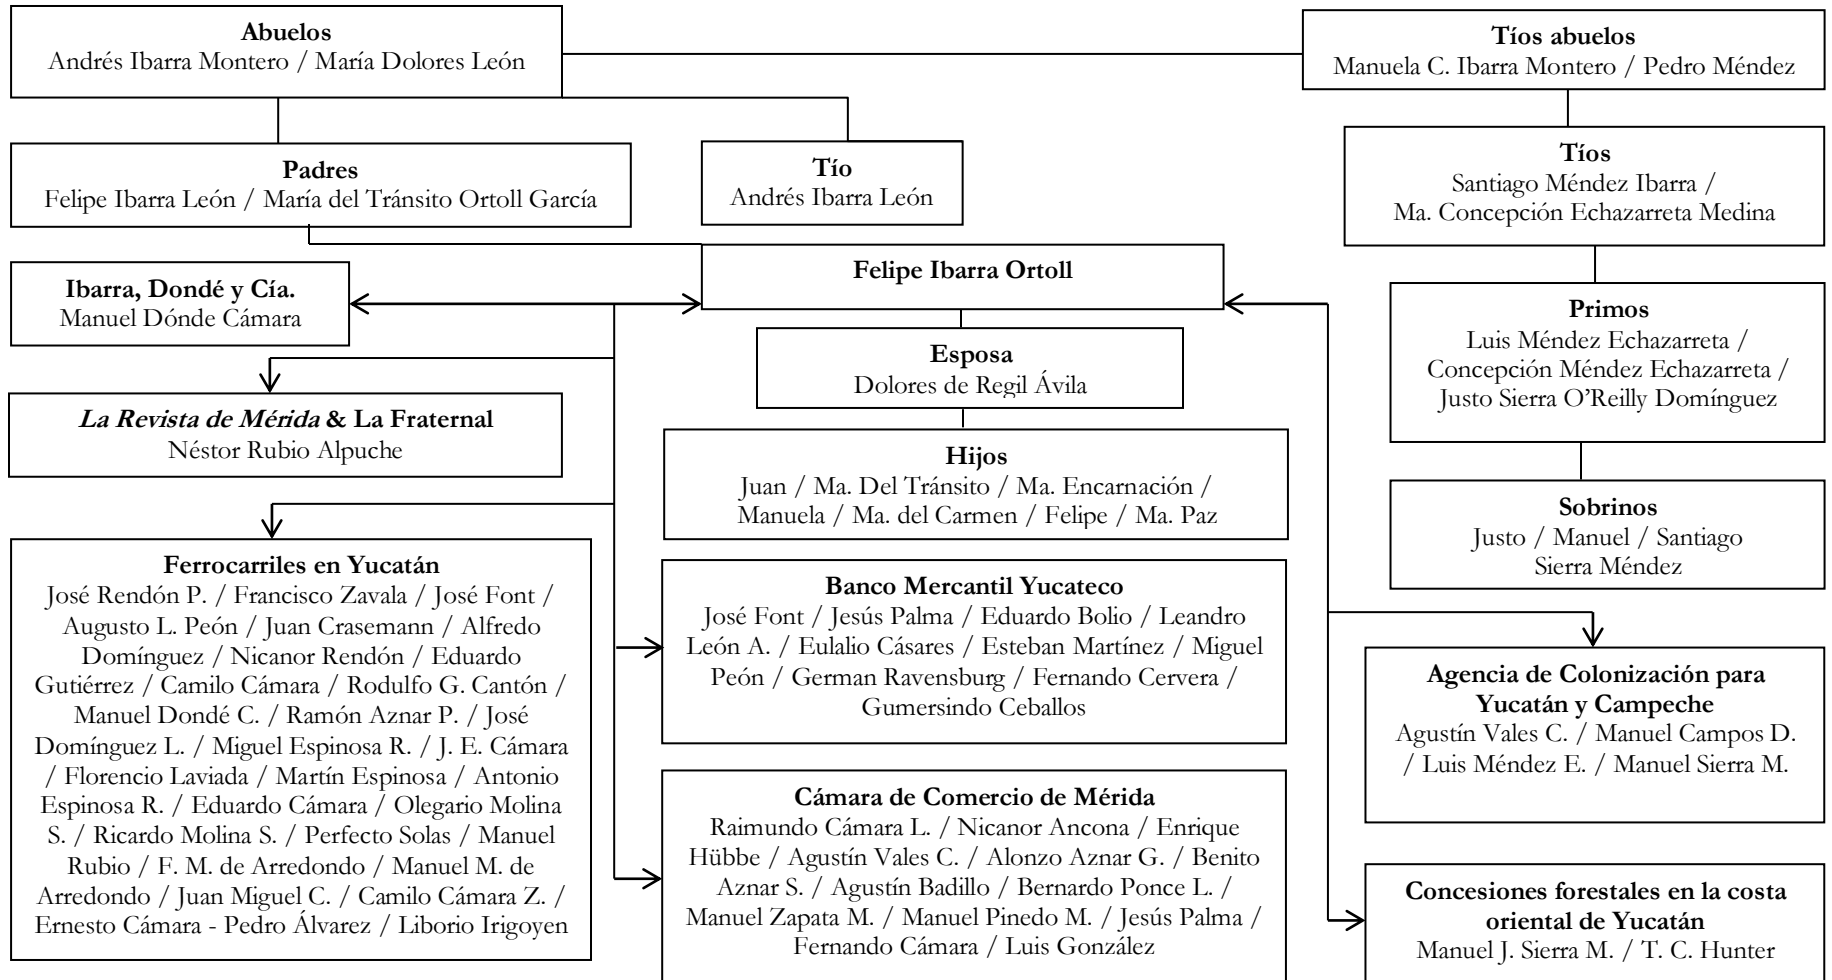 Abuelos
Andrés Ibarra Montero / María Dolores León
Tíos abuelos
Manuela C. Ibarra Montero / Pedro Méndez
Padres
Felipe Ibarra León / María del Tránsito Ortoll García
Tío
Andrés Ibarra León
Tíos
Santiago Méndez Ibarra /
Ma. Concepción Echazarreta Medina
Felipe Ibarra Ortoll
Ibarra, Dondé y Cía.
Manuel Dónde Cámara
Primos
Luis Méndez Echazarreta /
Concepción Méndez Echazarreta /
Justo Sierra O’Reilly Domínguez
Esposa
Dolores de Regil Ávila
La Revista de Mérida & La Fraternal
Néstor Rubio Alpuche
Hijos
Juan / Ma. Del Tránsito / Ma. Encarnación /
Manuela / Ma. del Carmen / Felipe / Ma. Paz
Sobrinos
Justo / Manuel / Santiago
Sierra Méndez
Ferrocarriles en Yucatán
José Rendón P. / Francisco Zavala / José Font /
Augusto L. Peón / Juan Crasemann / Alfredo
Domínguez / Nicanor Rendón / Eduardo
Gutiérrez / Camilo Cámara / Rodulfo G. Cantón /
Manuel Dondé C. / Ramón Aznar P. / José
Domínguez L. / Miguel Espinosa R. / J. E. Cámara
/ Florencio Laviada / Martín Espinosa / Antonio
Espinosa R. / Eduardo Cámara / Olegario Molina
S. / Ricardo Molina S. / Perfecto Solas / Manuel
Rubio / F. M. de Arredondo / Manuel M. de
Arredondo / Juan Miguel C. / Camilo Cámara Z. /
Ernesto Cámara - Pedro Álvarez / Liborio Irigoyen
Banco Mercantil Yucateco
José Font / Jesús Palma / Eduardo Bolio / Leandro
León A. / Eulalio Cásares / Esteban Martínez / Miguel
Peón / German Ravensburg / Fernando Cervera /
Gumersindo Ceballos
Agencia de Colonización para
Yucatán y Campeche
Agustín Vales C. / Manuel Campos D.
/ Luis Méndez E. / Manuel Sierra M.
Cámara de Comercio de Mérida
Raimundo Cámara L. / Nicanor Ancona / Enrique
Hübbe / Agustín Vales C. / Alonzo Aznar G. / Benito
Aznar S. / Agustín Badillo / Bernardo Ponce L. /
Manuel Zapata M. / Manuel Pinedo M. / Jesús Palma /
Fernando Cámara / Luis González
Concesiones forestales en la costa
oriental de Yucatán
Manuel J. Sierra M. / T. C. Hunter